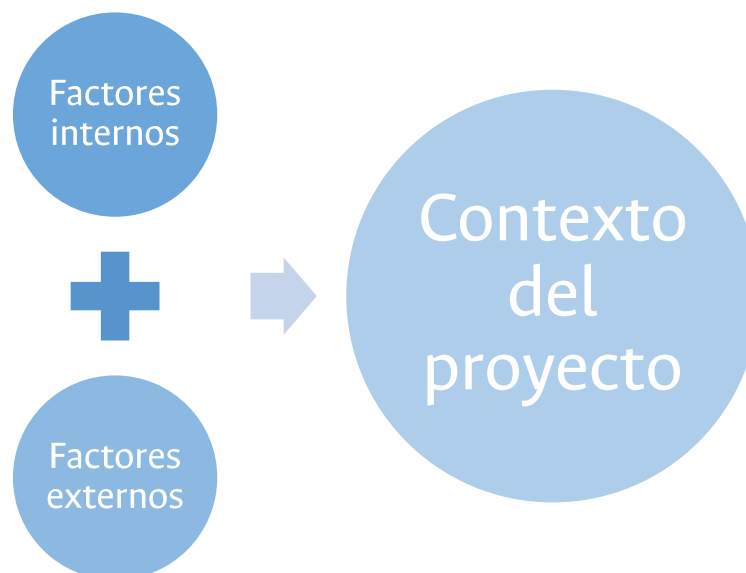 Factores
internos
Factores
externos
Contexto
del
proyecto